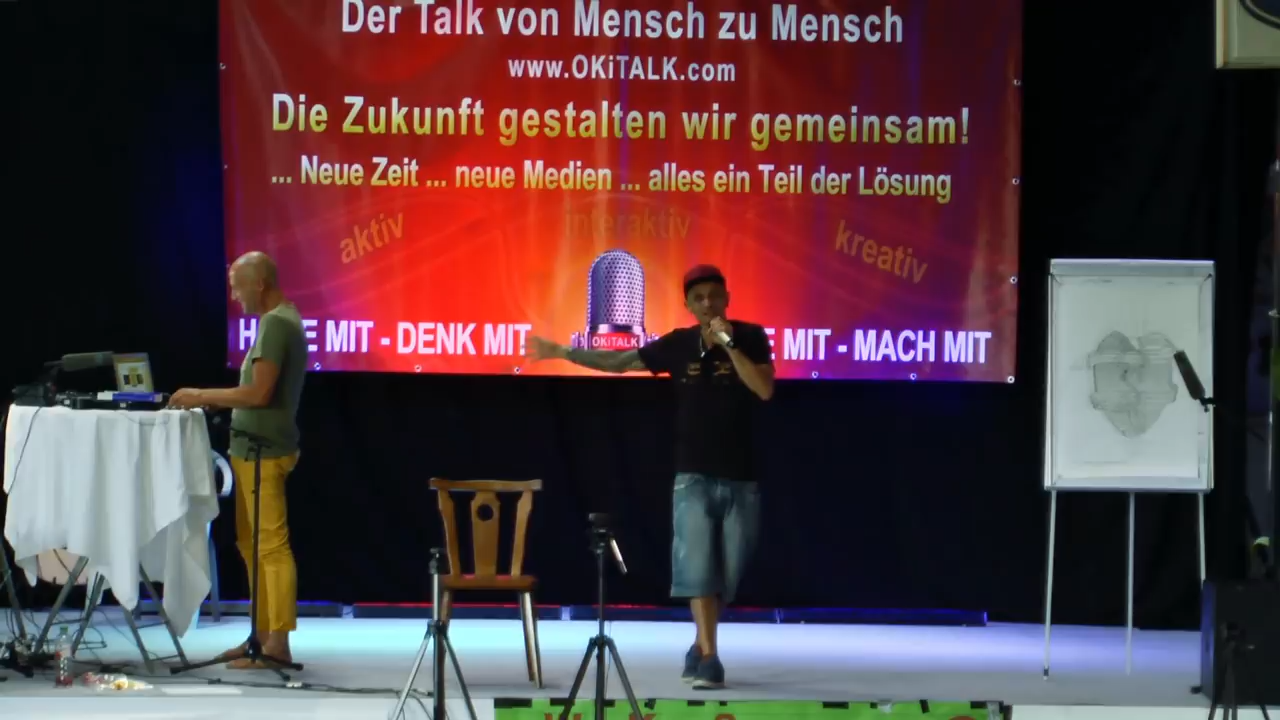 Der Talk von Mensch zu Mensch
www.OKiTALK.com
Die Zukunft gestalten wir gemeinsam!
... Neue Zeit ... neue Medien ... alles ein Teil der Lösung
aktiv interaktiv kreativ
MIT - DENK MIT OKiTALK MIT - MACH MIT